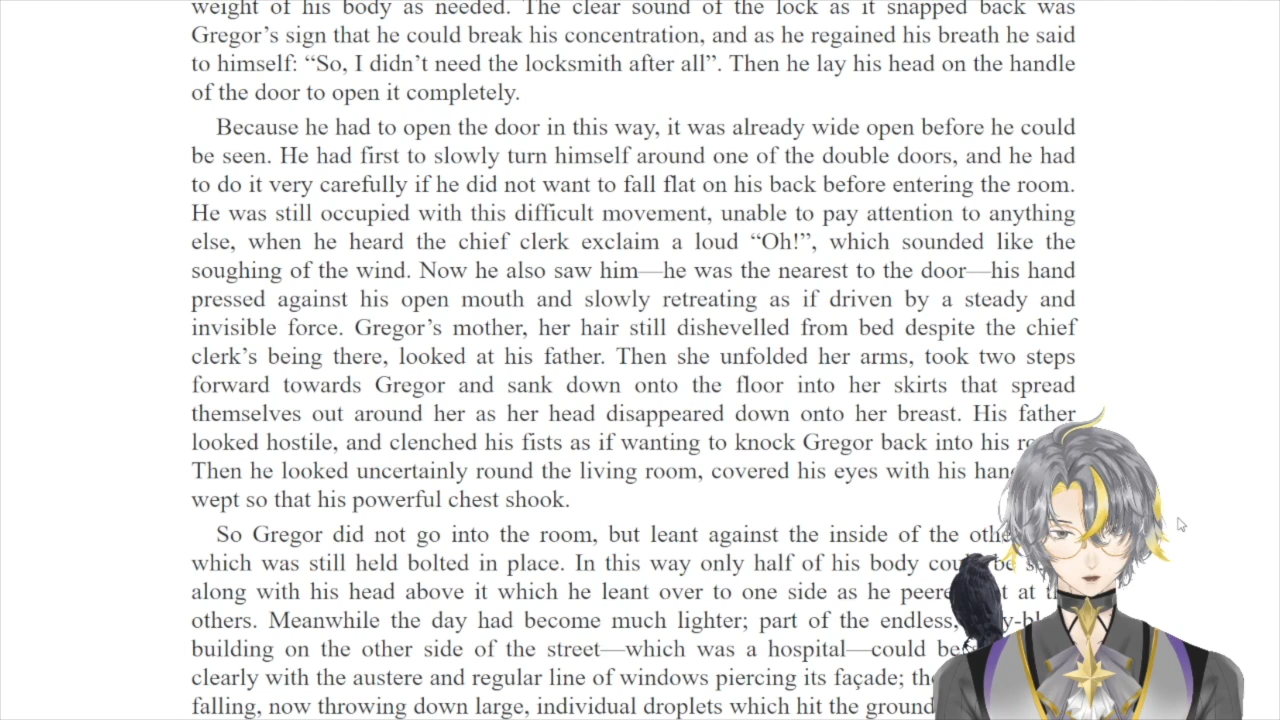 weight of his body as needed. The clear sound of the lock as it snapped back was
Gregor’s sign that he could break his concentration, and as he regained his breath he said
to himself: “So, I didn’t need the locksmith after all”. Then he lay his head on the handle
of the door to open it completely.
Because he had to open the door in this way, it was already wide open before he could
be seen. He had first to slowly turn himself around one of the double doors, and he had
to do it very carefully if he did not want to fall flat on his back before entering the room.
He was still occupied with this difficult movement, unable to pay attention to anything
else, when he heard the chief clerk exclaim a loud “Oh!”, which sounded like the
soughing of the wind. Now he also saw him—he was the nearest to the door—his hand
pressed against his open mouth and slowly retreating as if driven by a steady and
invisible force. Gregor’s mother, her hair still dishevelled from bed despite the chief
clerk’s being there, looked at his father. Then she unfolded her arms, took two steps
forward towards Gregor and sank down onto the floor into her skirts that spread
themselves out around her as her head disappeared down onto her breast. His father
looked hostile, and clenched his fists as if wanting to knock Gregor back into his
Then he looked uncertainly round the living room, covered his eyes with his
wept so that his powerful chest shook.
So Gregor did not go into the room, but leant against the inside of the
which was still held bolted in place. In this way only half of his body
along with his head above it which he leant over to one side as he at
others. Meanwhile the day had become much lighter; part of the endless,
building on the other side of the street—which was a hospital—could
clearly with the austere and regular line of windows piercing its façade;
falling, now throwing down large, individual droplets which hit the ground